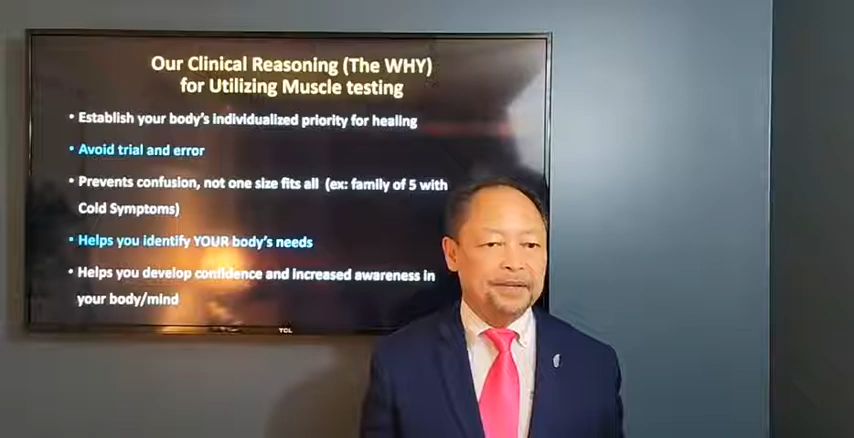 Our Clinical Reasoning (The WHY)
for Utilizing Muscle testing
• Establish your body's individualized priority for healing
• Avoid trial and error
• Prevents confusion, not one size fits all (ex: family of 5 with
Cold Symptoms)
• Helps you identify YOUR body's needs
• Helps you develop confidence and increased awareness in
your body/mind
TCL